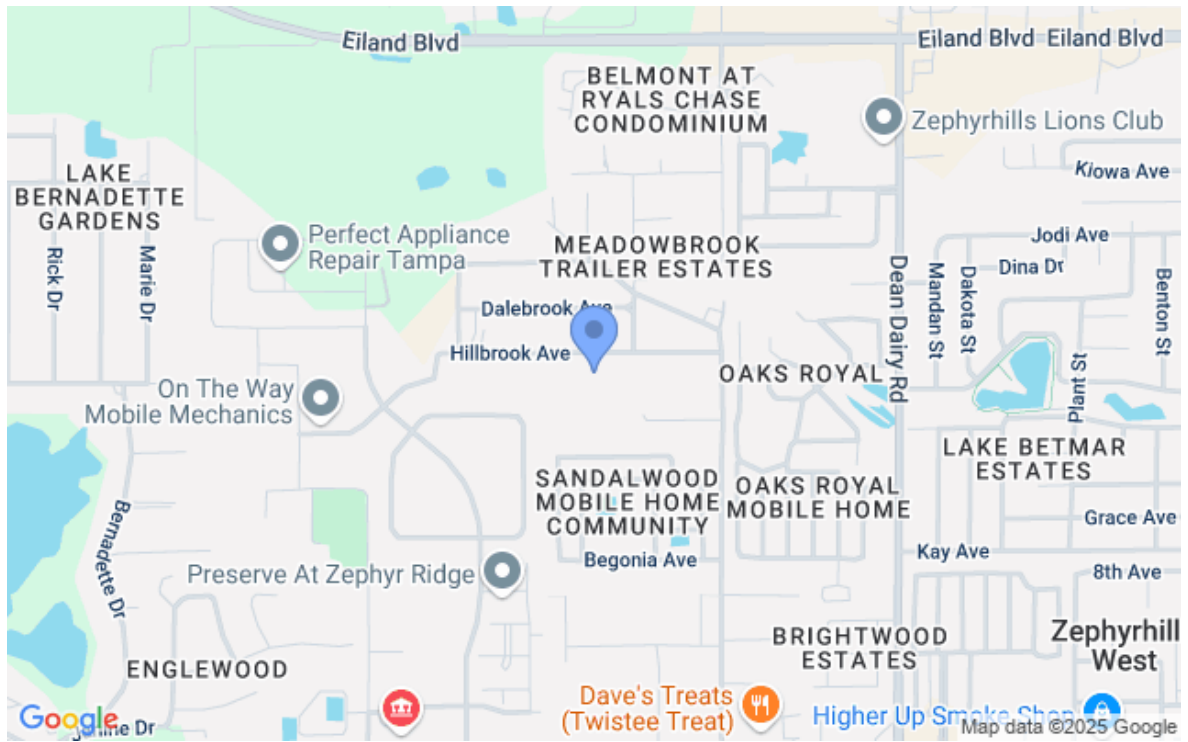 Eiland Blvd
Eiland Blvd Eiland Blvd
BELMONT AT
RYALS CHASE
CONDOMINIUM
Zephyrhills Lions Club
Kiowa Ave
LAKE
BERNADETTE
GARDENS
Perfect Appliance
Repair Tampa
MEADOWBROOK
TRAILER ESTATES
Jodi Ave
Dina Dr
Rick Dr
Marie Dr
Dean Dairy Rd
Mandan St
Dakota St
Benton St
Dalebrook Ave
Hillbrook Ave
On The Way
Mobile Mechanics
OAKS ROYAL
Plant St
LAKE BETMAR
ESTATES
SANDALWOOD
MOBILE HOME
COMMUNITY
OAKS ROYAL
MOBILE HOME
Grace Ave
Bernadette Dr
Begonia Ave
Kay Ave
Preserve At Zephyr Ridge
8th Ave
BRIGHTWOOD
ESTATES
Zephyrhill
West
ENGLEWOOD
Dave's Treats
(Twistee Treat)
Higher Up Smoke Shop
Google
Dr
Map data ©2025 Google